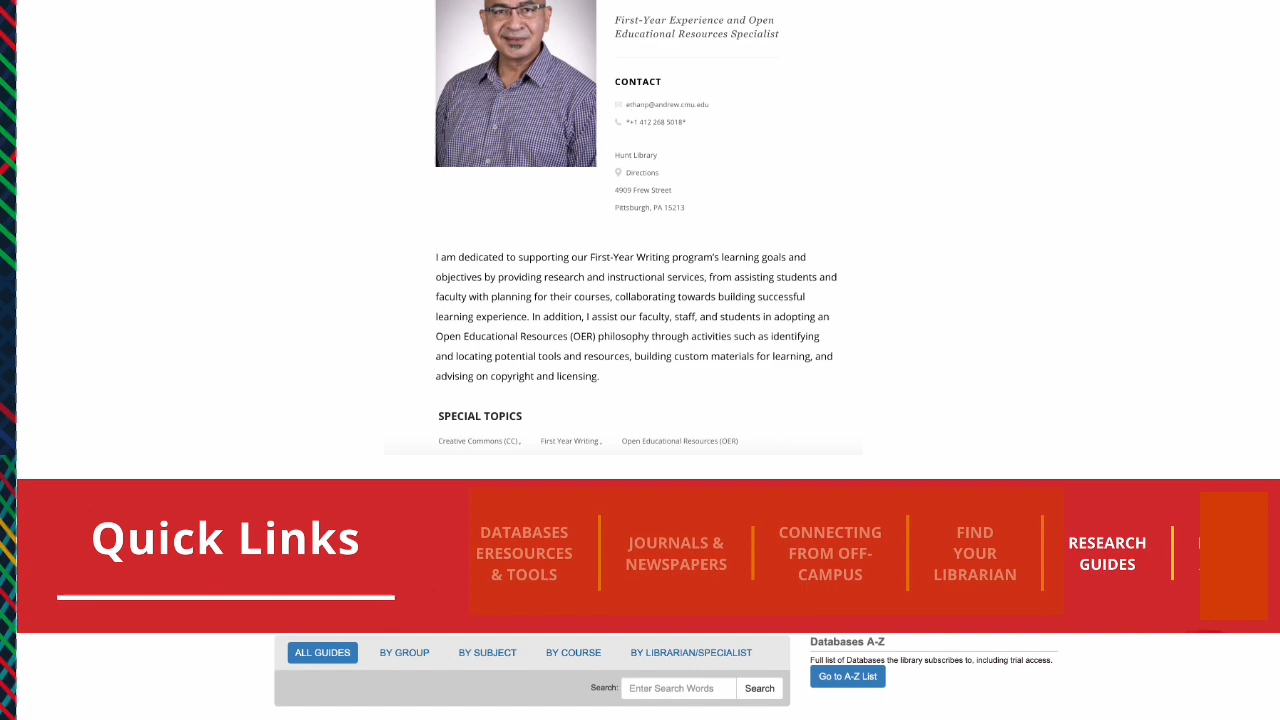 First-Year Experience and Open
Educational Resources Specialist
CONTACT
ethanp@andrew.cmu.edu
*+1 412 268 5018*
Hunt Library
Directions
4909 Frew Street
Pittsburgh, PA 15213
I am dedicated to supporting our First-Year Writing program's learning goals and
objectives by providing research and instructional services, from assisting students and
faculty with planning for their courses, collaborating towards building successful
learning experience. In addition, I assist our faculty, staff, and students in adopting an
Open Educational Resources (OER) philosophy through activities such as identifying
and locating potential tools and resources, building custom materials for learning, and
advising on copyright and licensing.
SPECIAL TOPICS
Creative Commons (CC) , First Year Writing , Open Educational Resources (OER)
Quick Links
DATABASES
ERESOURCES
& TOOLS
JOURNALS &
NEWSPAPERS
CONNECTING
FROM OFF-
CAMPUS
FIND
YOUR
LIBRARIAN
RESEARCH
GUIDES
ALL GUIDES BY GROUP BY SUBJECT BY COURSE BY LIBRARIAN/SPECIALIST
Search: Enter Search Words Search
Databases A-Z
Full list of Databases the library subscribes to, including trial access.
Go to A-Z List